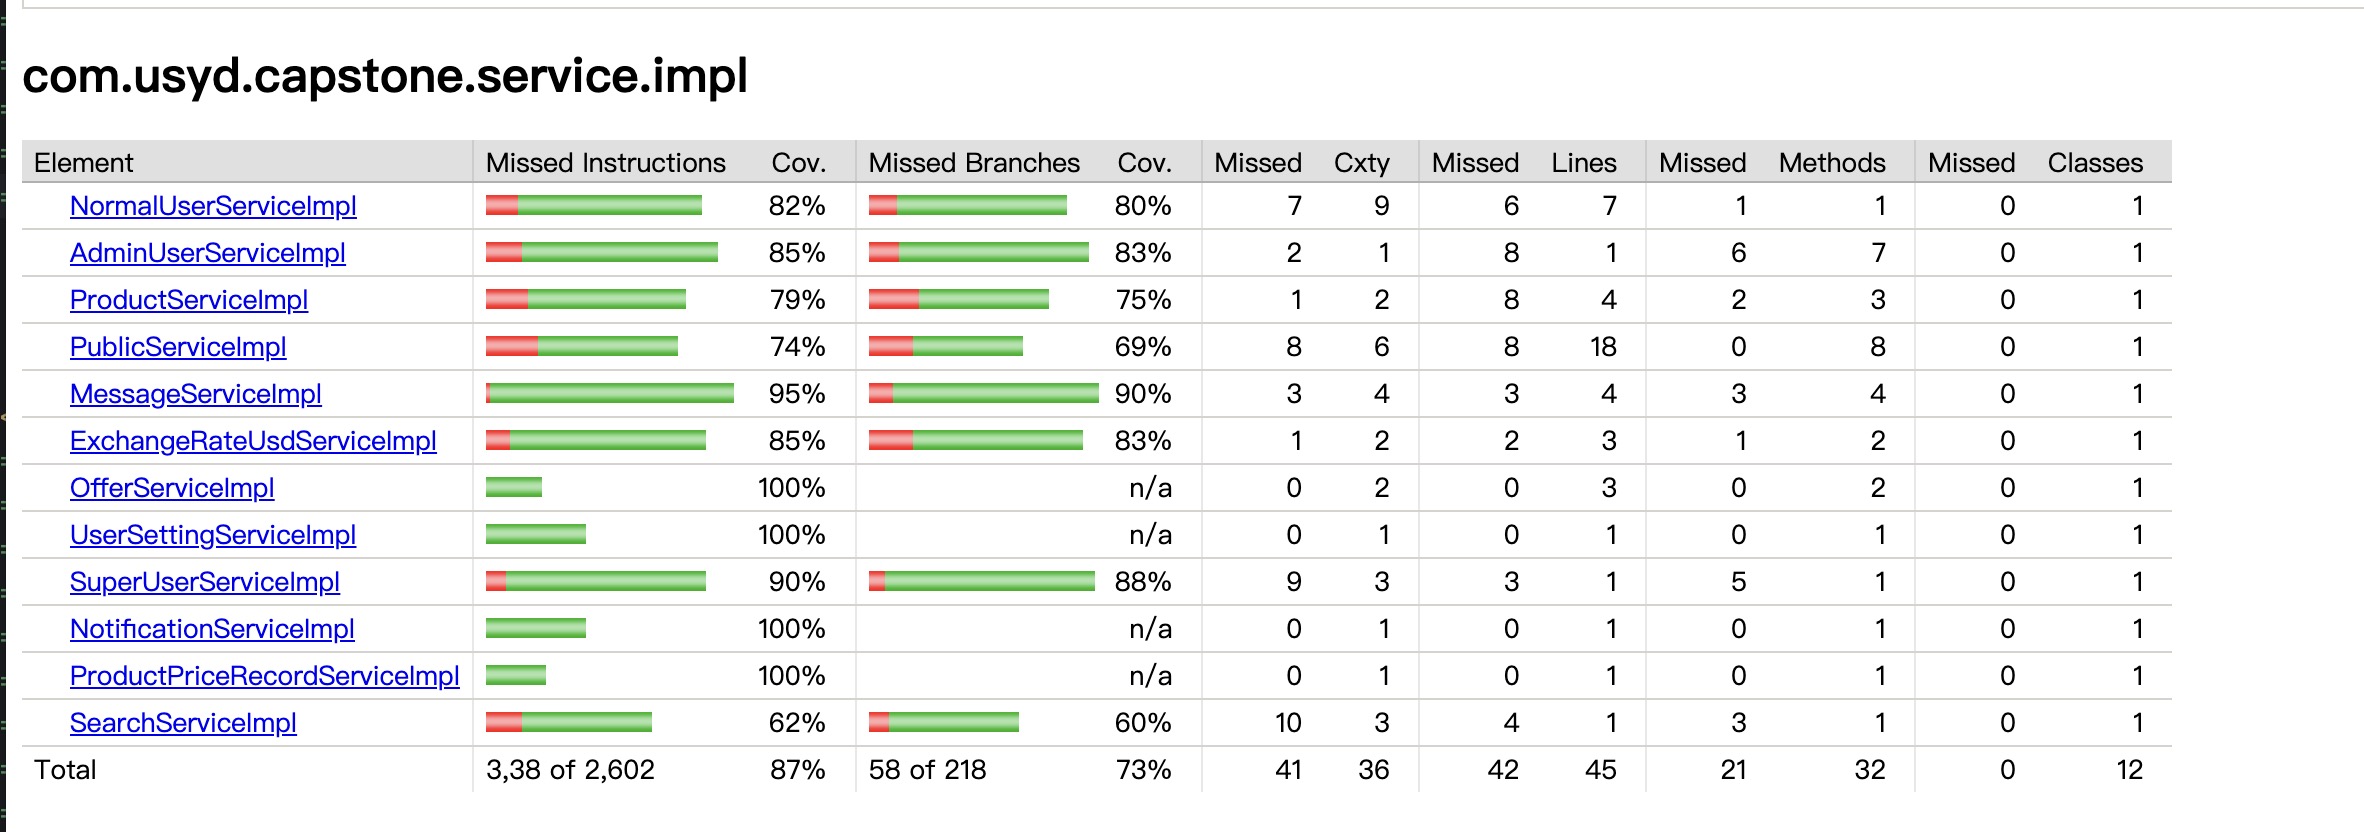 com.usyd.capstone.service.impl
Element Missed Instructions Cov. Missed Branches Cov. Missed Cxty Missed Lines Missed Methods Missed Classes
NormalUserServiceImpl 82% 80% 7 9 6 7 1 1 0 1
AdminUserServiceImpl 85% 83% 2 1 8 1 6 7 0 1
ProductServiceImpl 79% 75% 1 2 8 4 2 3 0 1
PublicServiceImpl 74% 69% 8 6 8 18 0 8 0 1
MessageServiceImpl 95% 90% 3 4 3 4 3 4 0 1
ExchangeRateUsdServiceImpl 85% 83% 1 2 2 3 1 2 0 1
OfferServiceImpl 100% n/a 0 2 0 3 0 2 0 1
UserSettingServiceImpl 100% n/a 0 1 0 1 0 1 0 1
SuperUserServiceImpl 90% 88% 9 3 3 1 5 1 0 1
NotificationServiceImpl 100% n/a 0 1 0 1 0 1 0 1
ProductPriceRecordServiceImpl 100% n/a 0 1 0 1 0 1 0 1
SearchServiceImpl 62% 60% 10 3 4 1 3 1 0 1
Total 3,38 of 2,602 87% 58 of 218 73% 41 36 42 45 21 32 0 12